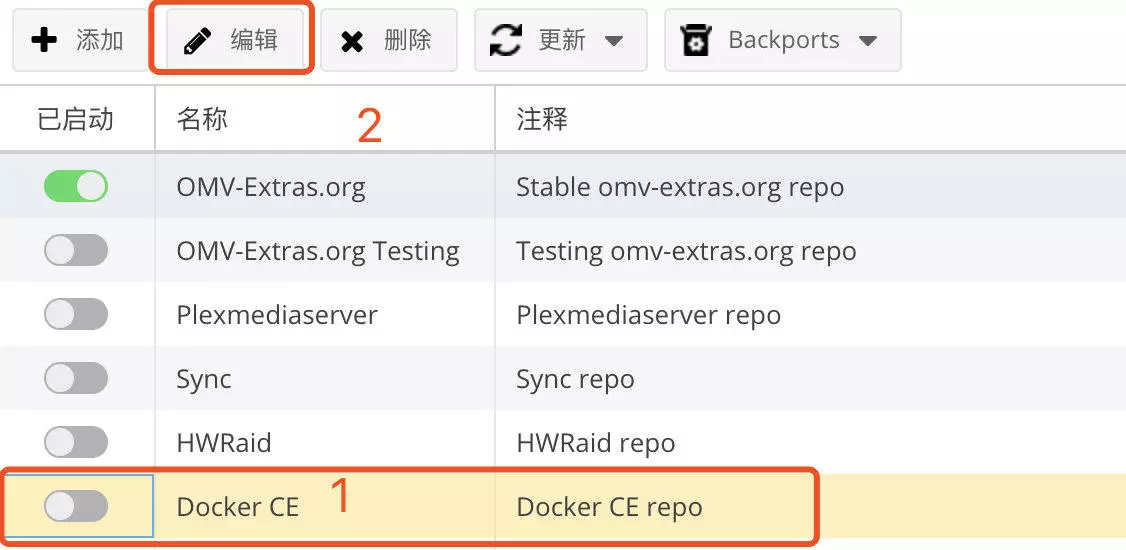 添加 编辑 删除 更新 Backports
已启动 名称 2 注释
OMV-Extras.org Stable omv-extras.org repo
OMV-Extras.org Testing Testing omv-extras.org repo
Plexmediaserver Plexmediaserver repo
Sync Sync repo
HWRaid HWRaid repo
Docker CE 1 Docker CE repo